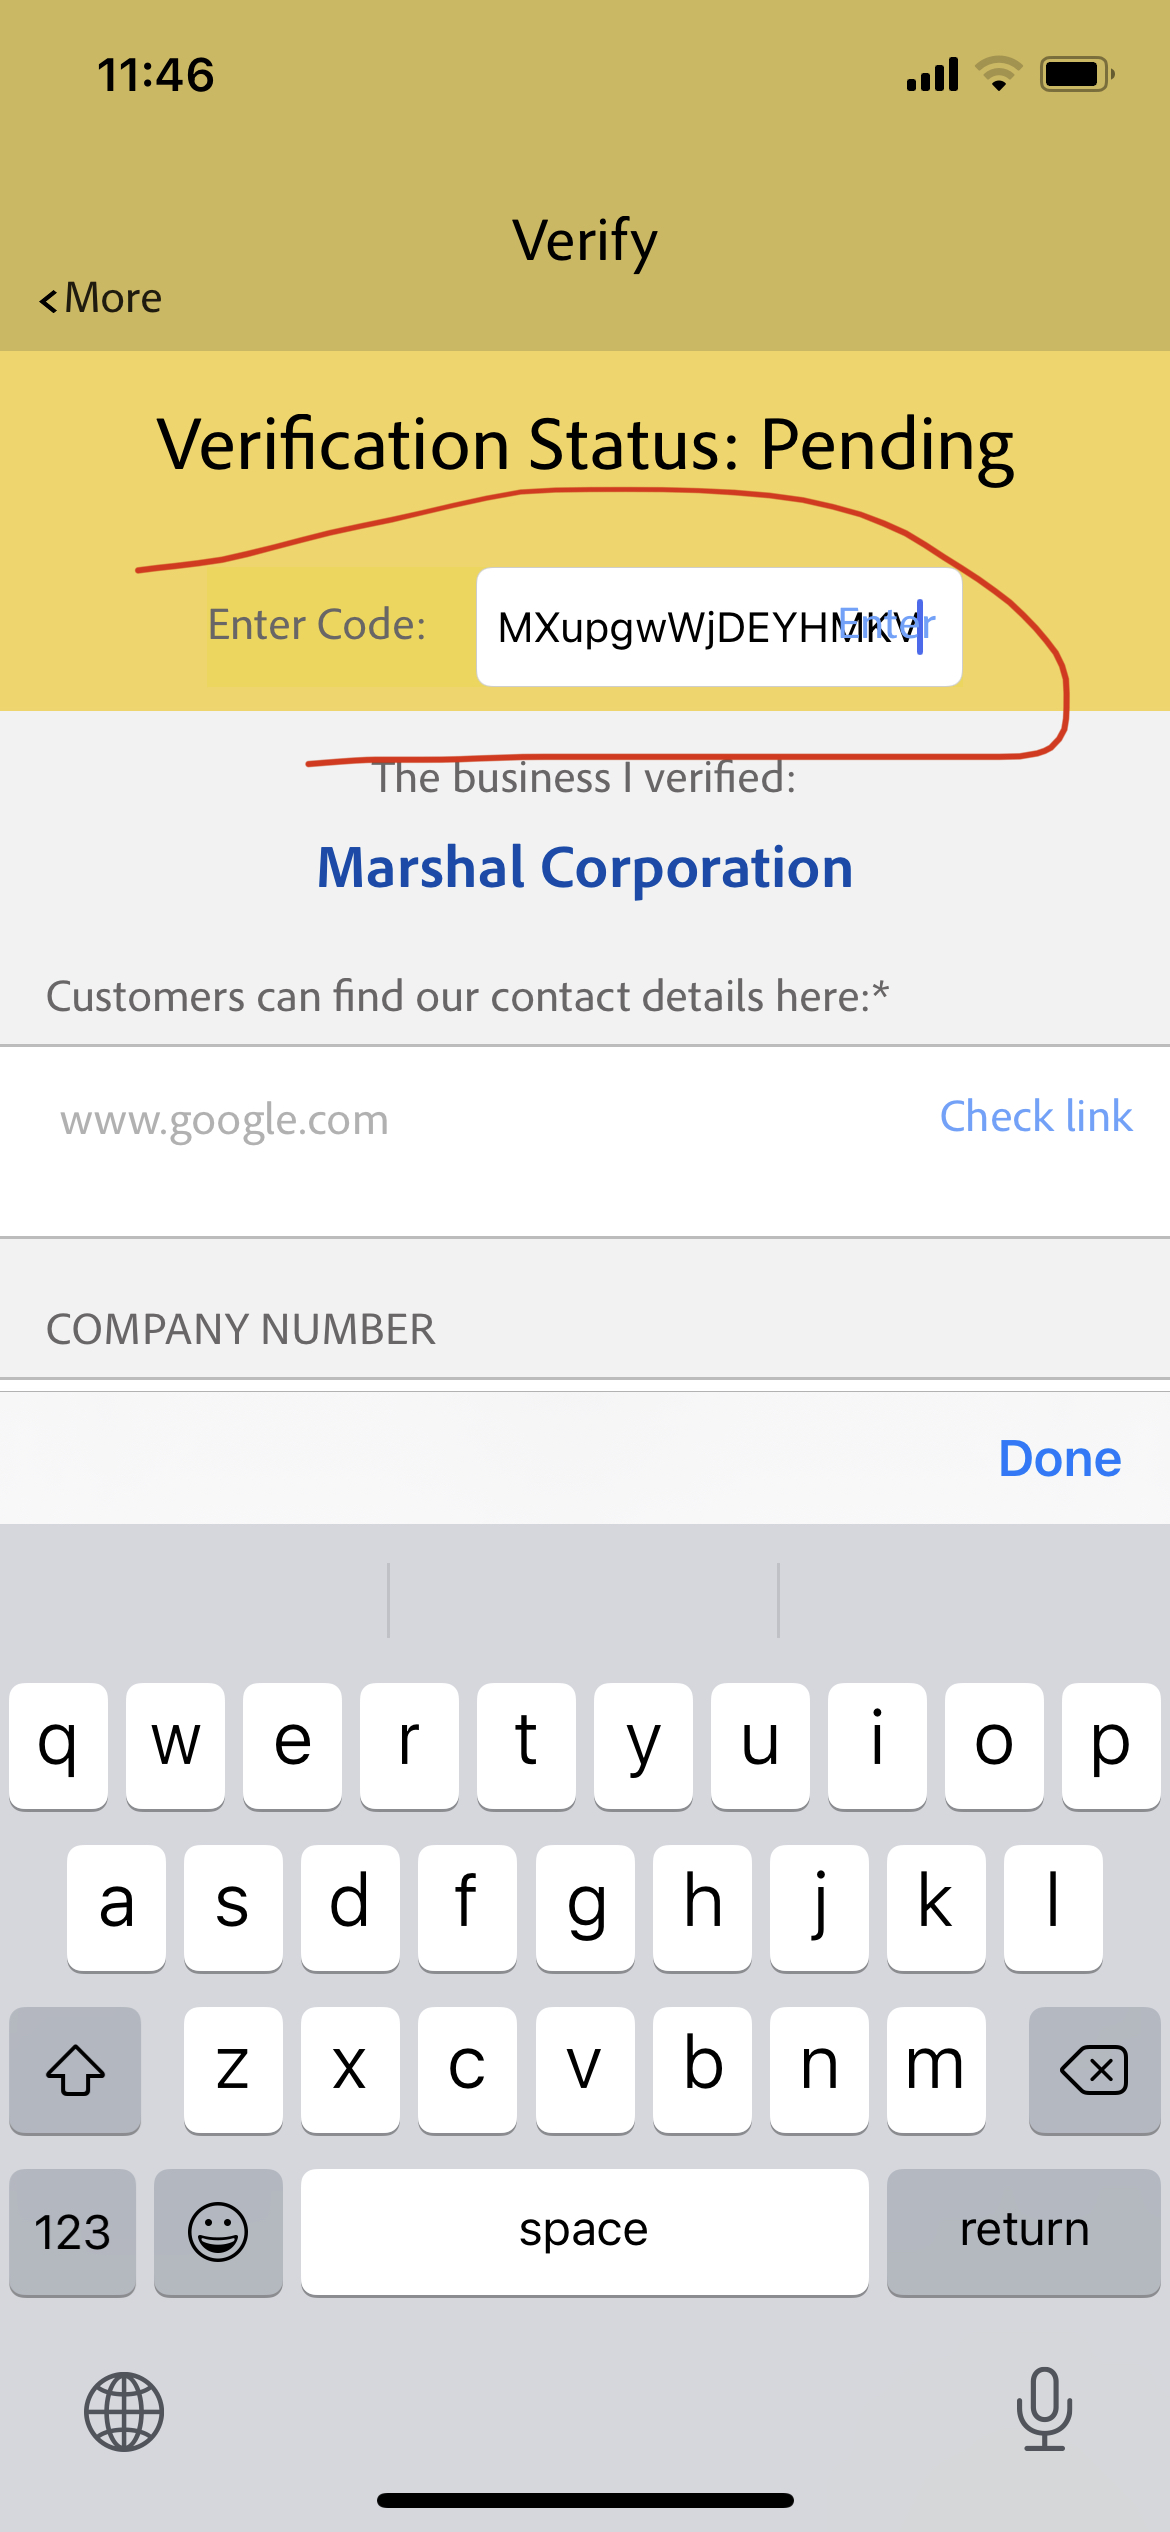 11:46
Verify
<More
Verification Status: Pending
Enter Code: MXupgwWjDEYHMKV Enter
The business I verified:
Marshal Corporation
Customers can find our contact details here:*
www.google.com Check link
COMPANY NUMBER
Done
q w e r t y u i o p
a s d f g h j k l
z x c v b n m
123 space return